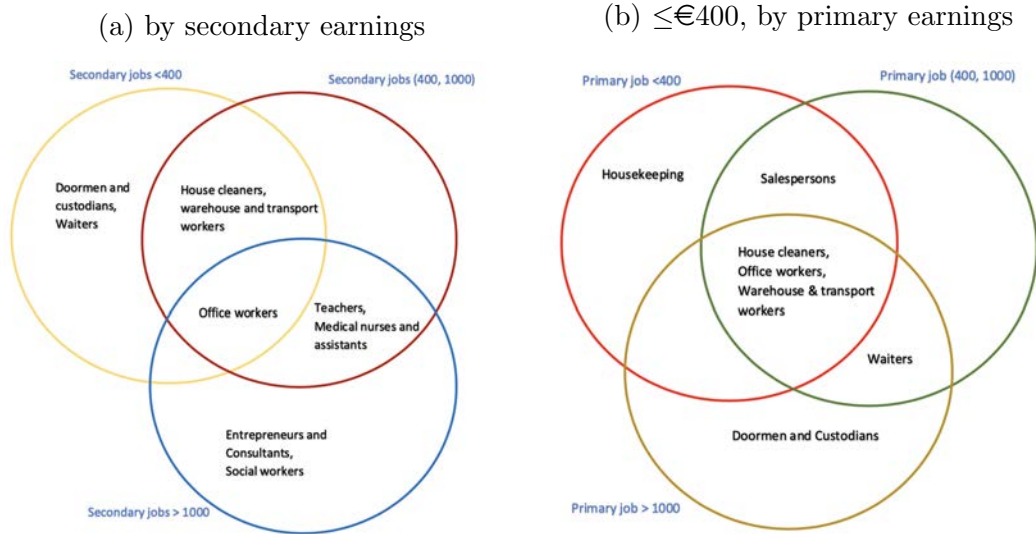 (a) by secondary earnings
Secondary jobs <400
Secondary jobs (400, 1000)
Doormen and
custodians,
Waiters
House cleaners,
warehouse and transport
workers
Office workers
Teachers,
Medical nurses and
assistants
Entrepreneurs and
Consultants,
Social workers
Secondary jobs > 1000
(b) ≤€400, by primary earnings
Primary job <400
Primary job (400, 1000)
Housekeeping
Salespersons
House cleaners,
Office workers,
Warehouse & transport
workers
Waiters
Doormen and Custodians
Primary job > 1000